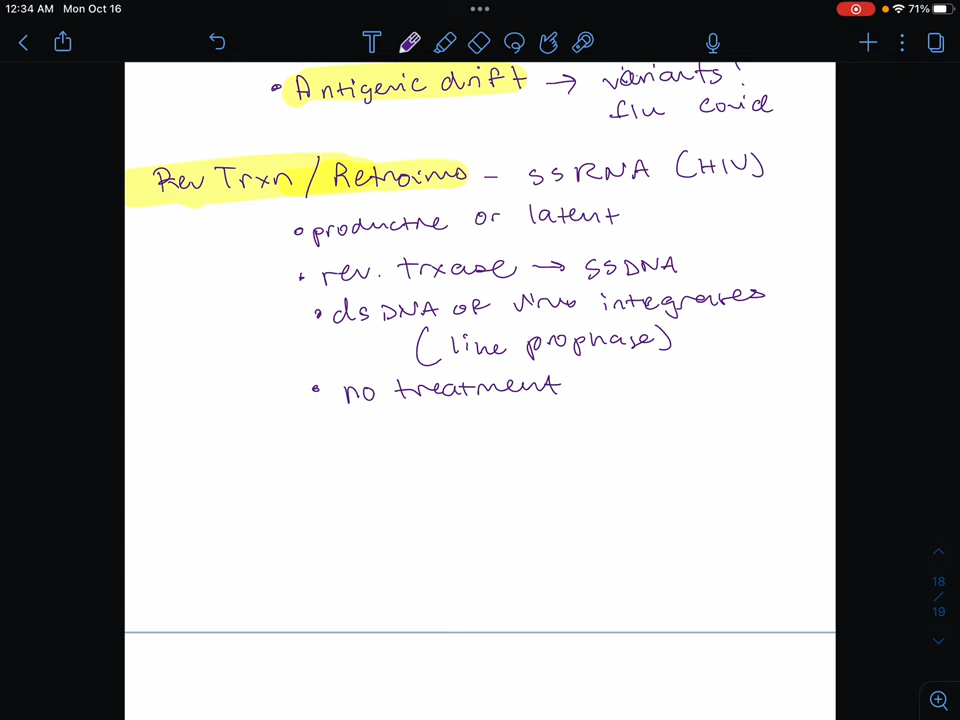 12:34 AM Mon Oct 16
71%
T
• Antigenic drift → variants!
flu covid
Rev Trxn / Retrovirus – ssRNA (HIV)
• productive or latent
• rev. trxase → ssDNA
• dsDNA of virus integrates
(like prophase)
• no treatment
18
/
19